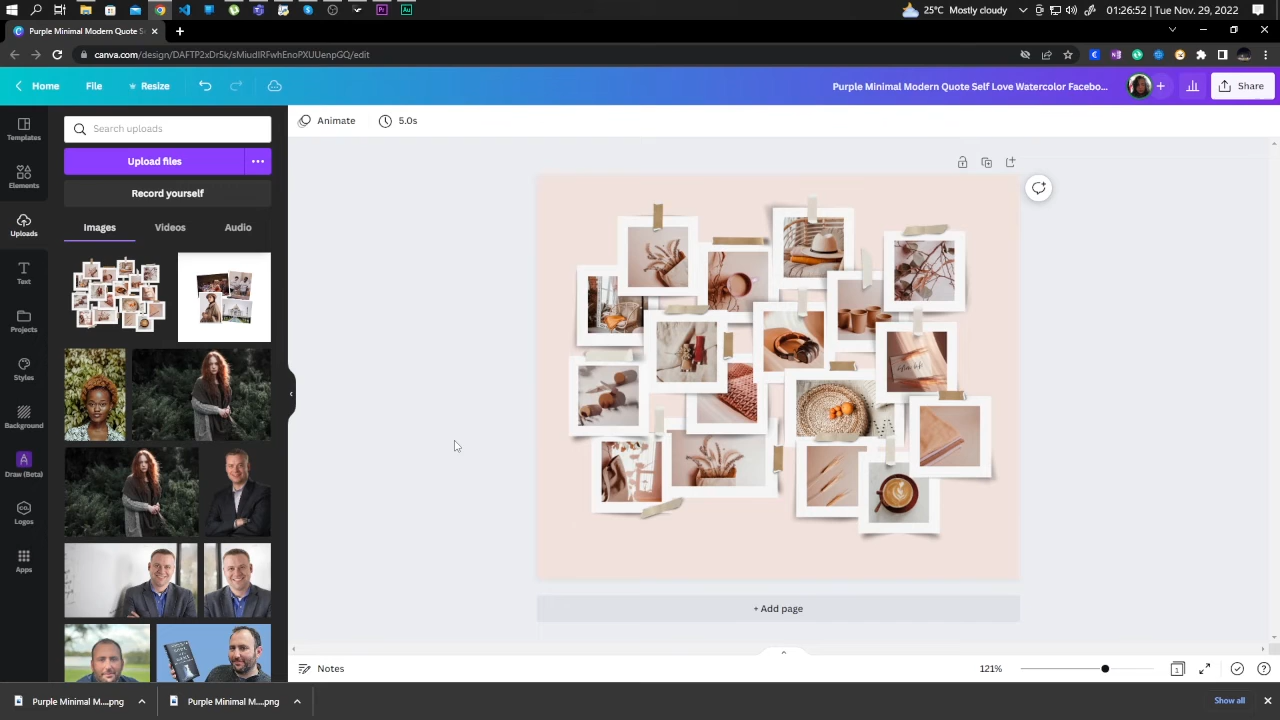 01:26:52 | Tue. Nov 29, 2022
25°C Mostly cloudy
Purple Minimal Modern Quote S
canva.com/design/DAFTP2xDrSk/sMiudlRFwhEnoPXUUenpGQ/edit
Home
File
Resize
Purple Minimal Modern Quote Self Love Watercolor Facebo...
Share
Templates
Elements
Uploads
Text
Projects
Styles
Background
Draw (Beta)
Logos
Apps
Search uploads
Upload files
Record yourself
Images
Videos
Audio
Animate
5.0s
+ Add page
Notes
121%
1
Purple Minimal M....png
Purple Minimal M....png
Show all